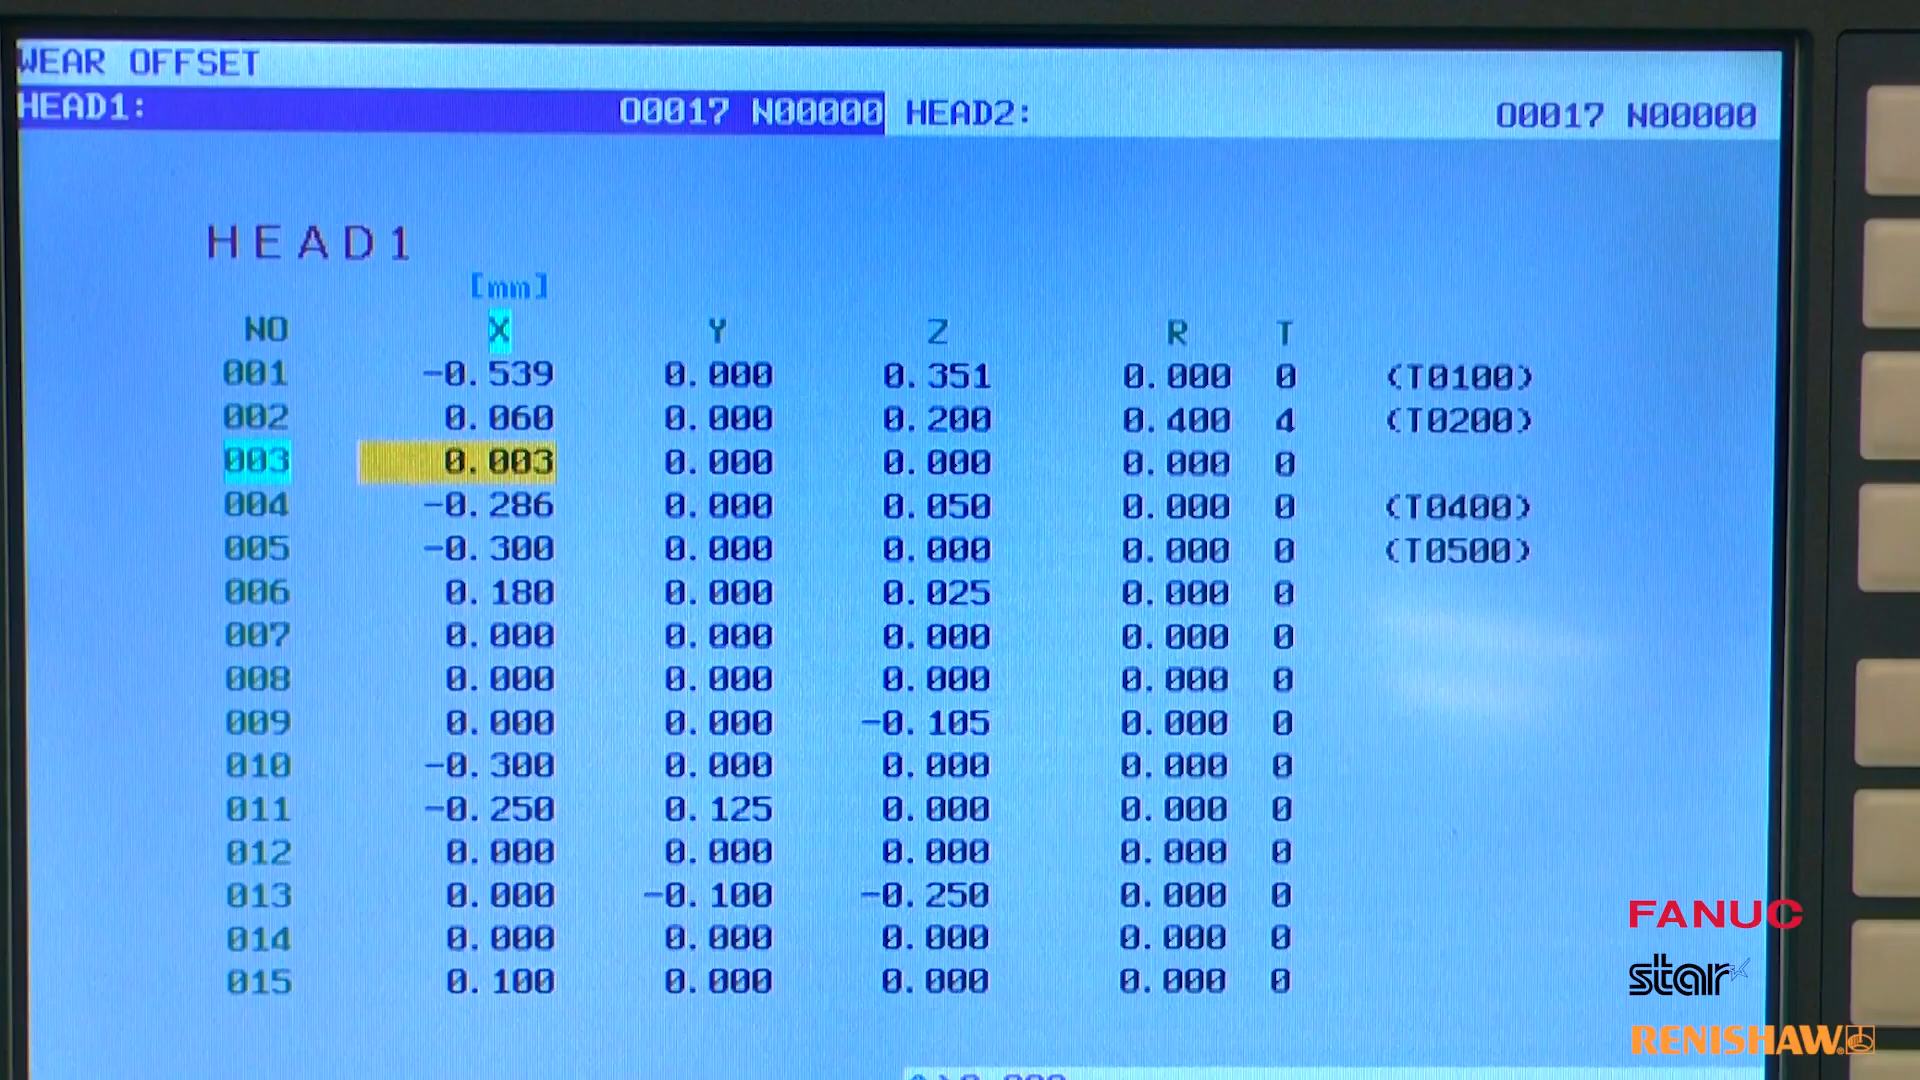 WEAR OFFSET
HEAD1: O0017 N00000 HEAD2: O0017 N00000
HEAD1
[mm]
NO X Y Z R T
001 -0.539 0.000 0.351 0.000 0 (T0100)
002 0.060 0.000 0.200 0.400 4 (T0200)
003 0.003 0.000 0.000 0.000 0
004 -0.286 0.000 0.050 0.000 0 (T0400)
005 -0.300 0.000 0.000 0.000 0 (T0500)
006 0.180 0.000 0.025 0.000 0
007 0.000 0.000 0.000 0.000 0
008 0.000 0.000 0.000 0.000 0
009 0.000 0.000 -0.105 0.000 0
010 -0.300 0.000 0.000 0.000 0
011 -0.250 0.125 0.000 0.000 0
012 0.000 0.000 0.000 0.000 0
013 0.000 -0.100 -0.250 0.000 0
014 0.000 0.000 0.000 0.000 0
015 0.100 0.000 0.000 0.000 0
FANUC
star
RENISHAW